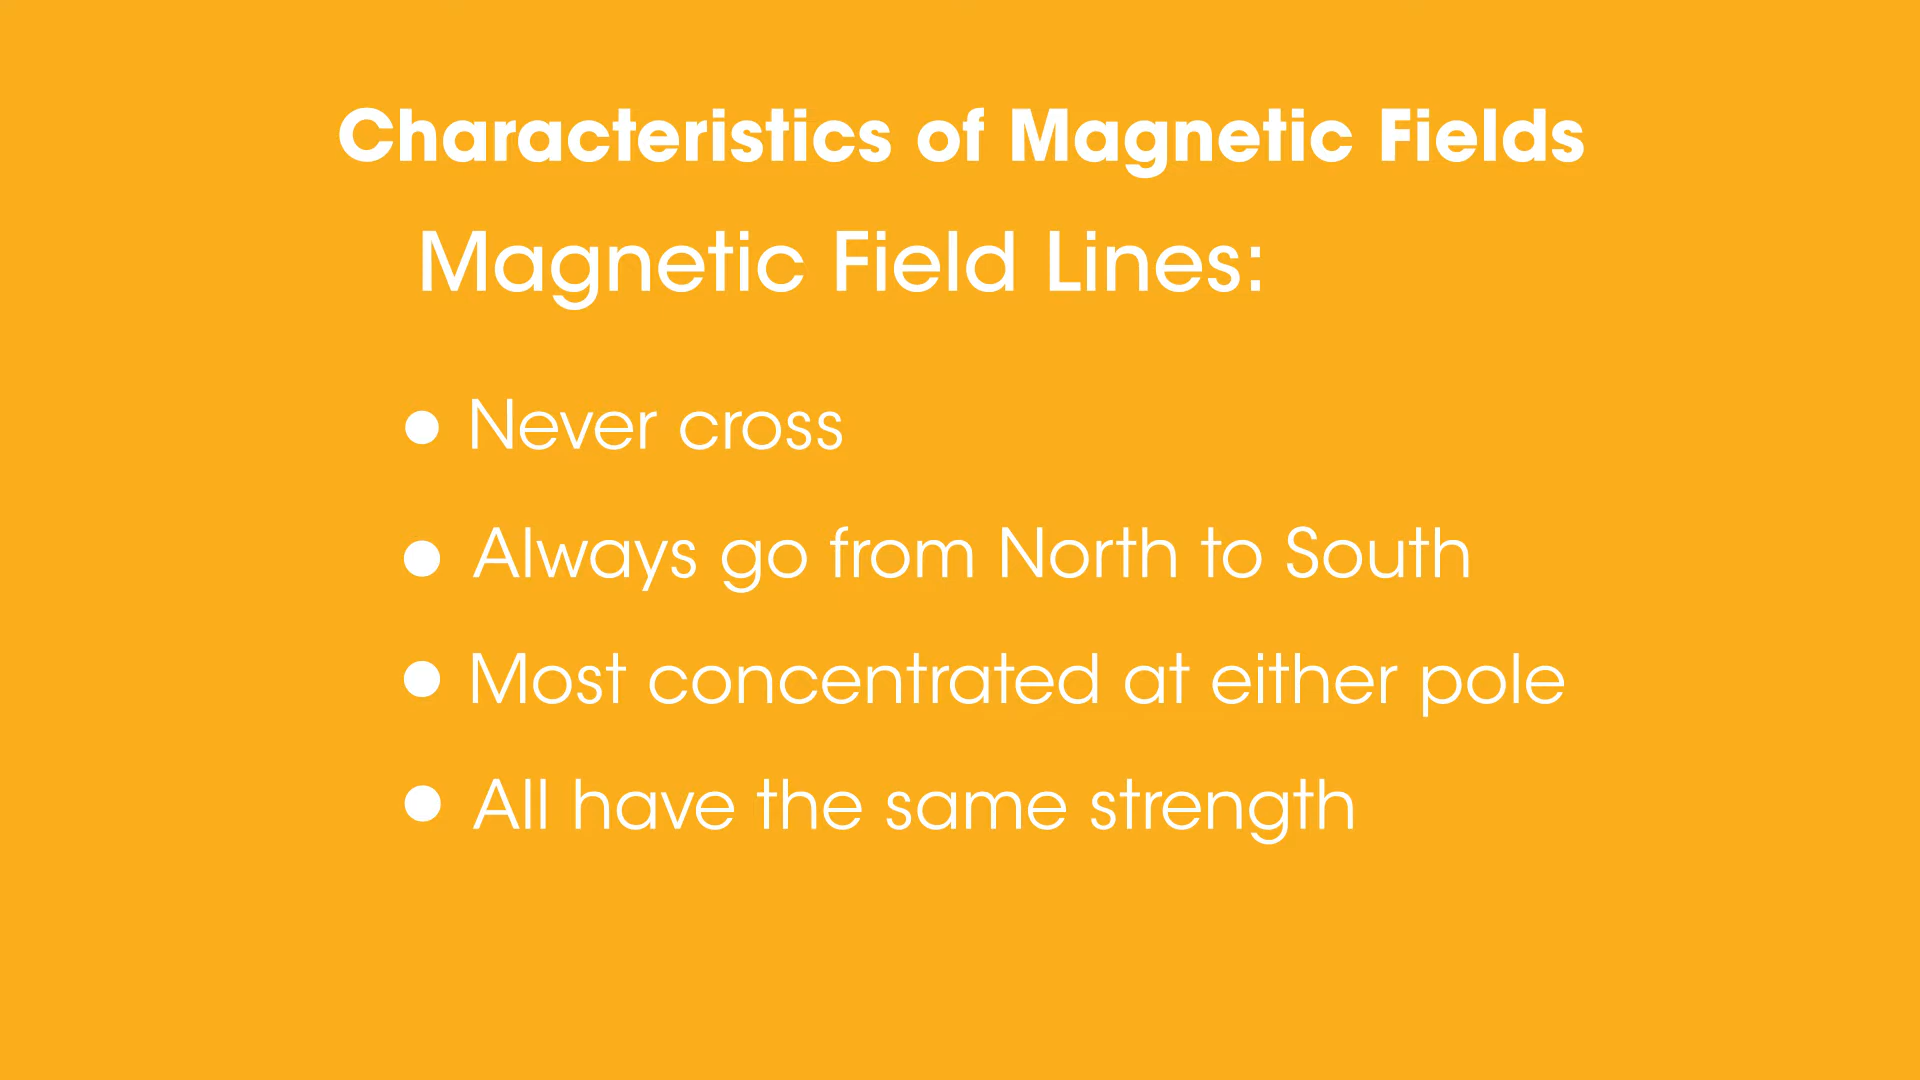 Characteristics of Magnetic Fields
Magnetic Field Lines:
● Never cross
● Always go from North to South
● Most concentrated at either pole
● All have the same strength